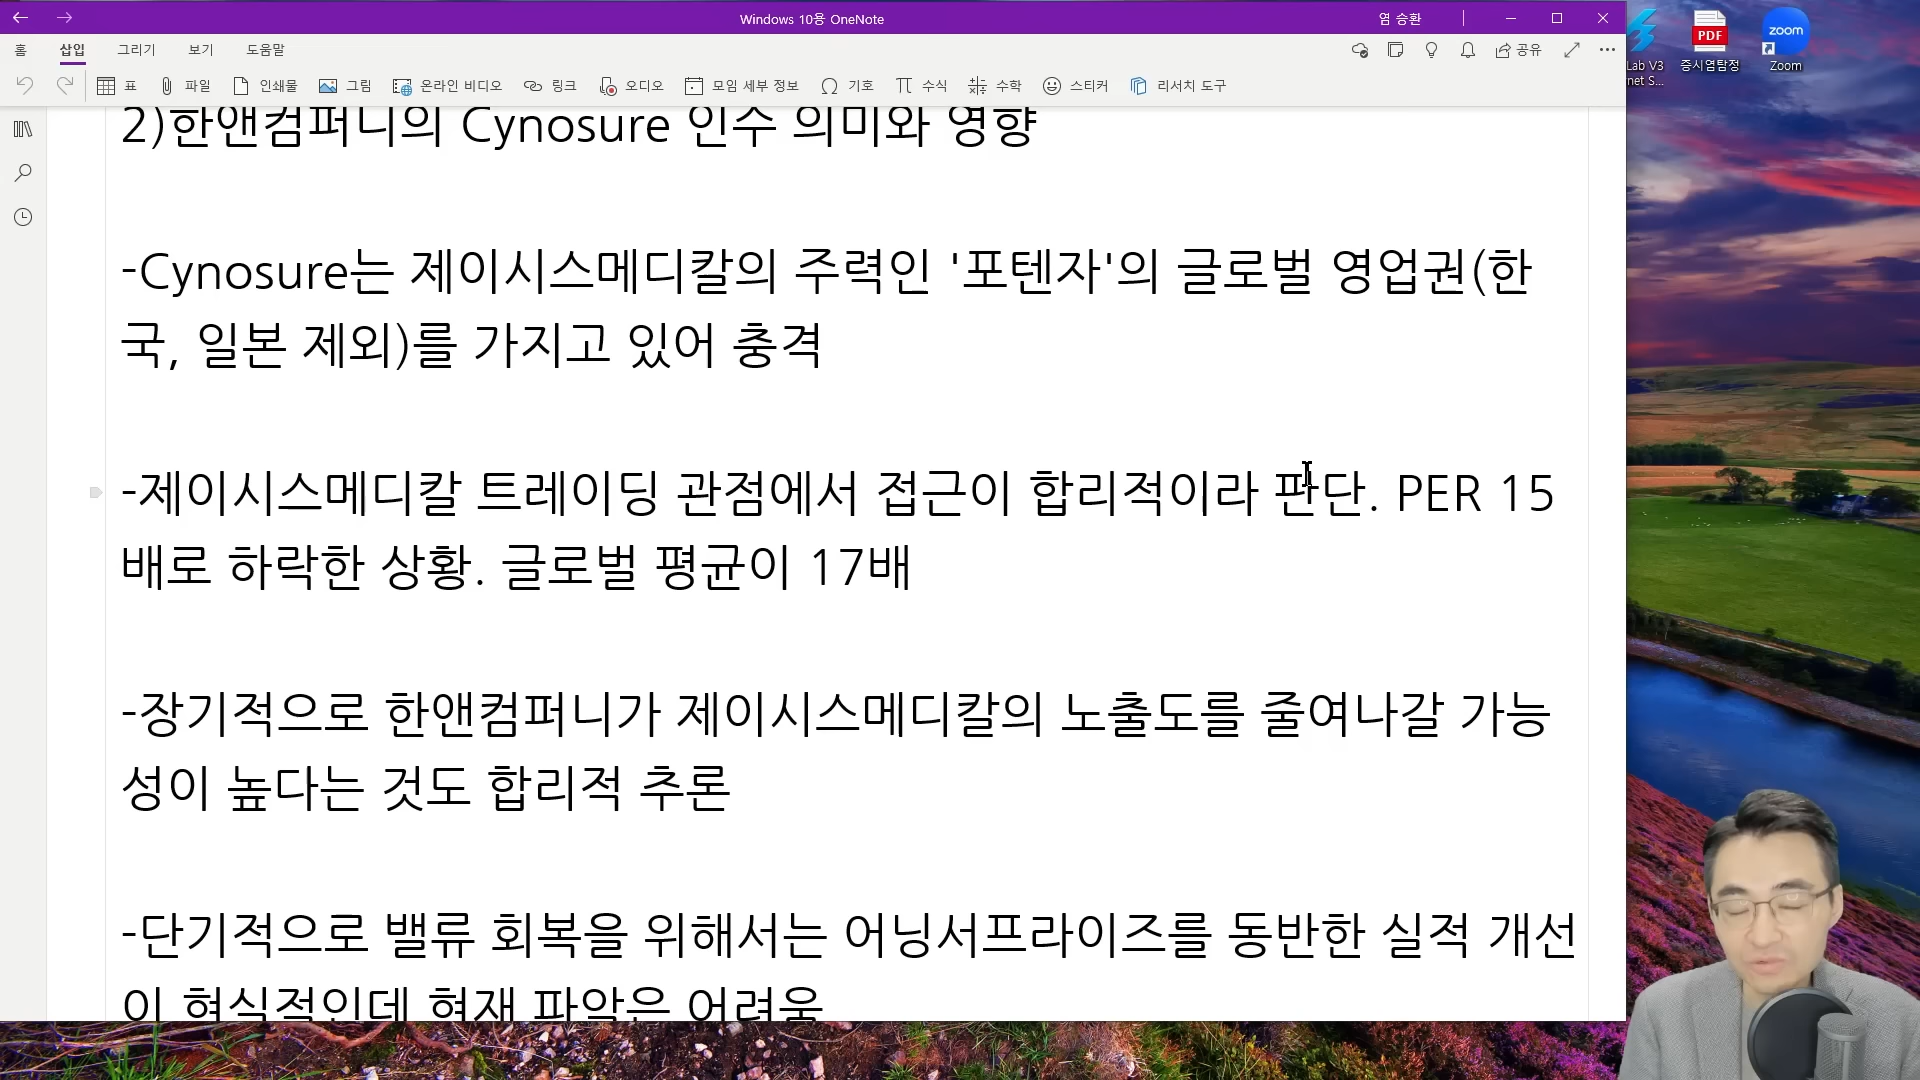 Windows 10용 OneNote
염 승환
홈 삽입 그리기 보기 도움말
공유
표 파일 인쇄물 그림 온라인 비디오 링크 오디오 모임 세부 정보 기호 수식 수학 스티커 리서치 도구
Lab V3
net S...
PDF
증시염탐정
zoom
Zoom
2)한앤컴퍼니의 Cynosure 인수 의미와 영향
-Cynosure는 제이시스메디칼의 주력인 '포텐자'의 글로벌 영업권(한
국, 일본 제외)를 가지고 있어 충격
-제이시스메디칼 트레이딩 관점에서 접근이 합리적이라 판단. PER 15
배로 하락한 상황. 글로벌 평균이 17배
-장기적으로 한앤컴퍼니가 제이시스메디칼의 노출도를 줄여나갈 가능
성이 높다는 것도 합리적 추론
-단기적으로 밸류 회복을 위해서는 어닝서프라이즈를 동반한 실적 개선
이 현실적인데 현재 파악은 어려움